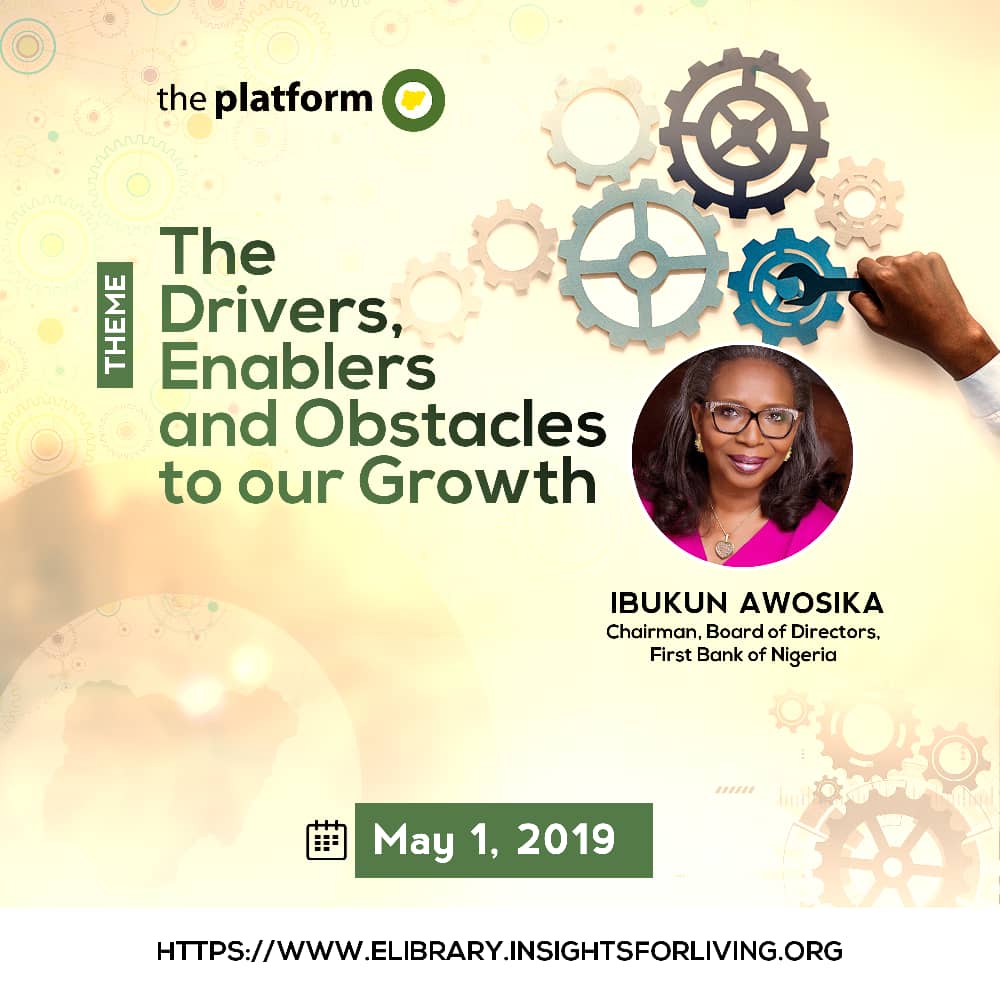 the platform
THEME
The
Drivers,
Enablers
and Obstacles
to our Growth
IBUKUN AWOSIKA
Chairman, Board of Directors,
First Bank of Nigeria
May 1, 2019
HTTPS://WWW.ELIBRARY.INSIGHTSFORLIVING.ORG